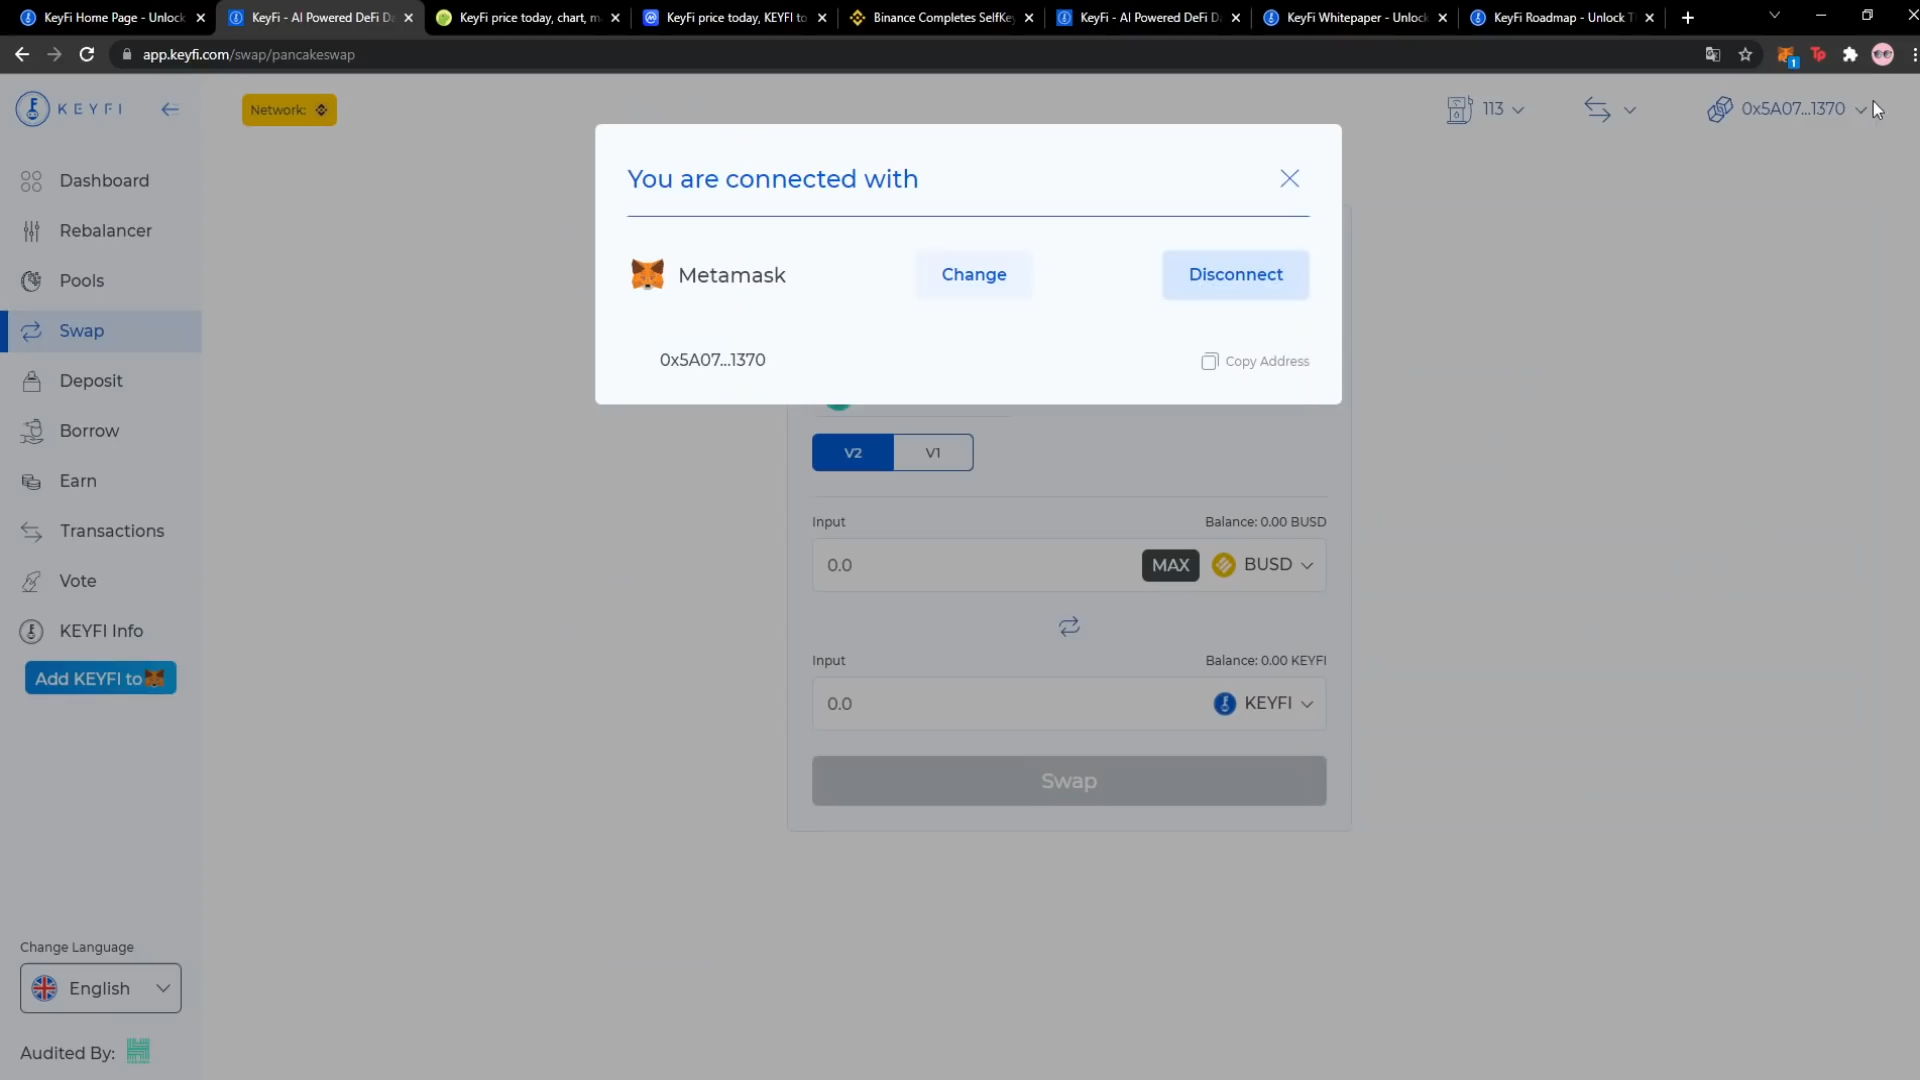 KeyFi Home Page - Unlock
KeyFi - AI Powered DeFi Da
KeyFi price today, chart, m
KeyFi price today, KEYFI to
Binance Completes SelfKe
KeyFi - AI Powered DeFi D
KeyFi Whitepaper - Unlock
KeyFi Roadmap - Unlock T
app.keyfi.com/swap/pancakeswap
Tp
1
KEYFI
Network:
113
0x5A07...1370
Dashboard
Rebalancer
Pools
Swap
Deposit
Borrow
Earn
Transactions
Vote
KEYFI Info
Add KEYFI to
Change Language
English
Audited By:
You are connected with
Metamask
Change
Disconnect
0x5A07...1370
Copy Address
V2
V1
Input
Balance: 0.00 BUSD
0.0
MAX
BUSD
Input
Balance: 0.00 KEYFI
0.0
KEYFI
Swap